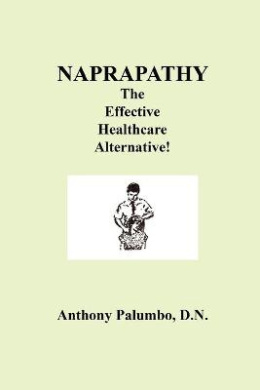 NAPRAPATHY
The
Effective
Healthcare
Alternative!
Anthony Palumbo, D.N.